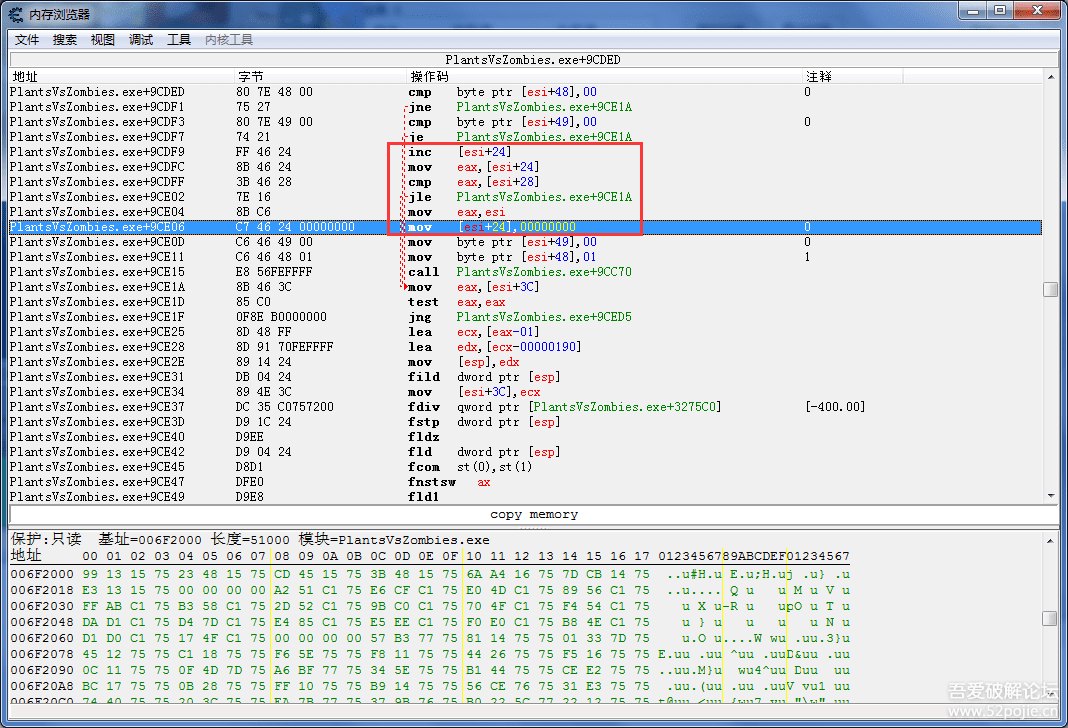 内存浏览器
文件 搜索 视图 调试 工具 内核工具
PlantsVsZombies.exe+9CDED
地址 字节 操作码 注释
PlantsVsZombies.exe+9CDED 80 7E 48 00 cmp byte ptr [esi+48],00 0
PlantsVsZombies.exe+9CDF1 75 27 jne PlantsVsZombies.exe+9CE1A
PlantsVsZombies.exe+9CDF3 80 7E 49 00 cmp byte ptr [esi+49],00 0
PlantsVsZombies.exe+9CDF7 74 21 je PlantsVsZombies.exe+9CE1A
PlantsVsZombies.exe+9CDF9 FF 46 24 inc [esi+24]
PlantsVsZombies.exe+9CDFC 8B 46 24 mov eax,[esi+24]
PlantsVsZombies.exe+9CDFF 3B 46 28 cmp eax,[esi+28]
PlantsVsZombies.exe+9CE02 7E 16 jle PlantsVsZombies.exe+9CE1A
PlantsVsZombies.exe+9CE04 8B C6 mov eax,esi
PlantsVsZombies.exe+9CE06 C7 46 24 00000000 mov [esi+24],00000000 0
PlantsVsZombies.exe+9CE0D C6 46 49 00 mov byte ptr [esi+49],00 0
PlantsVsZombies.exe+9CE11 C6 46 48 01 mov byte ptr [esi+48],01 1
PlantsVsZombies.exe+9CE15 E8 56FEFFFF call PlantsVsZombies.exe+9CC70
PlantsVsZombies.exe+9CE1A 8B 46 3C mov eax,[esi+3C]
PlantsVsZombies.exe+9CE1D 85 C0 test eax,eax
PlantsVsZombies.exe+9CE1F 0F8E B0000000 jng PlantsVsZombies.exe+9CED5
PlantsVsZombies.exe+9CE25 8D 48 FF lea ecx,[eax-01]
PlantsVsZombies.exe+9CE28 8D 91 70FEFFFF lea edx,[ecx-00000190]
PlantsVsZombies.exe+9CE2E 89 14 24 mov [esp],edx
PlantsVsZombies.exe+9CE31 DB 04 24 fild dword ptr [esp]
PlantsVsZombies.exe+9CE34 89 4E 3C mov [esi+3C],ecx
PlantsVsZombies.exe+9CE37 DC 35 C0757200 fdiv qword ptr [PlantsVsZombies.exe+3275C0] [-400.00]
PlantsVsZombies.exe+9CE3D D9 1C 24 fstp dword ptr [esp]
PlantsVsZombies.exe+9CE40 D9EE fldz
PlantsVsZombies.exe+9CE42 D9 04 24 fld dword ptr [esp]
PlantsVsZombies.exe+9CE45 D8D1 fcom st(0),st(1)
PlantsVsZombies.exe+9CE47 DFE0 fnstsw ax
PlantsVsZombies.exe+9CE49 D9E8 fld1
copy memory
保护:只读 基址=006F2000 长度=51000 模块=PlantsVsZombies.exe
地址 00 01 02 03 04 05 06 07 08 09 0A 0B 0C 0D 0E 0F 10 11 12 13 14 15 16 17 0123456789ABCDEF01234567
006F2000 99 13 15 75 23 48 15 75 CD 45 15 75 3B 48 15 75 6A A4 16 75 7D CB 14 75
006F2018 E3 13 15 75 00 00 00 00 A2 51 C1 75 E6 CF C1 75 E0 4D C1 75 89 56 C1 75
006F2030 FF AB C1 75 B3 58 C1 75 2D 52 C1 75 9B C0 C1 75 70 4F C1 75 F4 54 C1 75
006F2048 DA D1 C1 75 D4 7D C1 75 E4 85 C1 75 E5 EE C1 75 F0 E0 C1 75 B8 4E C1 75
006F2060 D1 D0 C1 75 17 4F C1 75 00 00 00 00 57 B3 77 75 81 14 75 75 01 33 7D 75
006F2078 45 12 75 75 C1 18 75 75 F6 5E 75 75 F8 11 75 75 44 26 75 75 F5 16 75 75
006F2090 0C 11 75 75 0F 4D 7D 75 A6 BF 77 75 34 5E 75 75 B1 44 75 75 CE E2 75 75
006F20A8 BC 17 75 75 0B 28 75 75 FF 10 75 75 B9 14 75 75 56 CE 76 75 31 E3 75 75
吾爱破解论坛
www.52pojie.cn